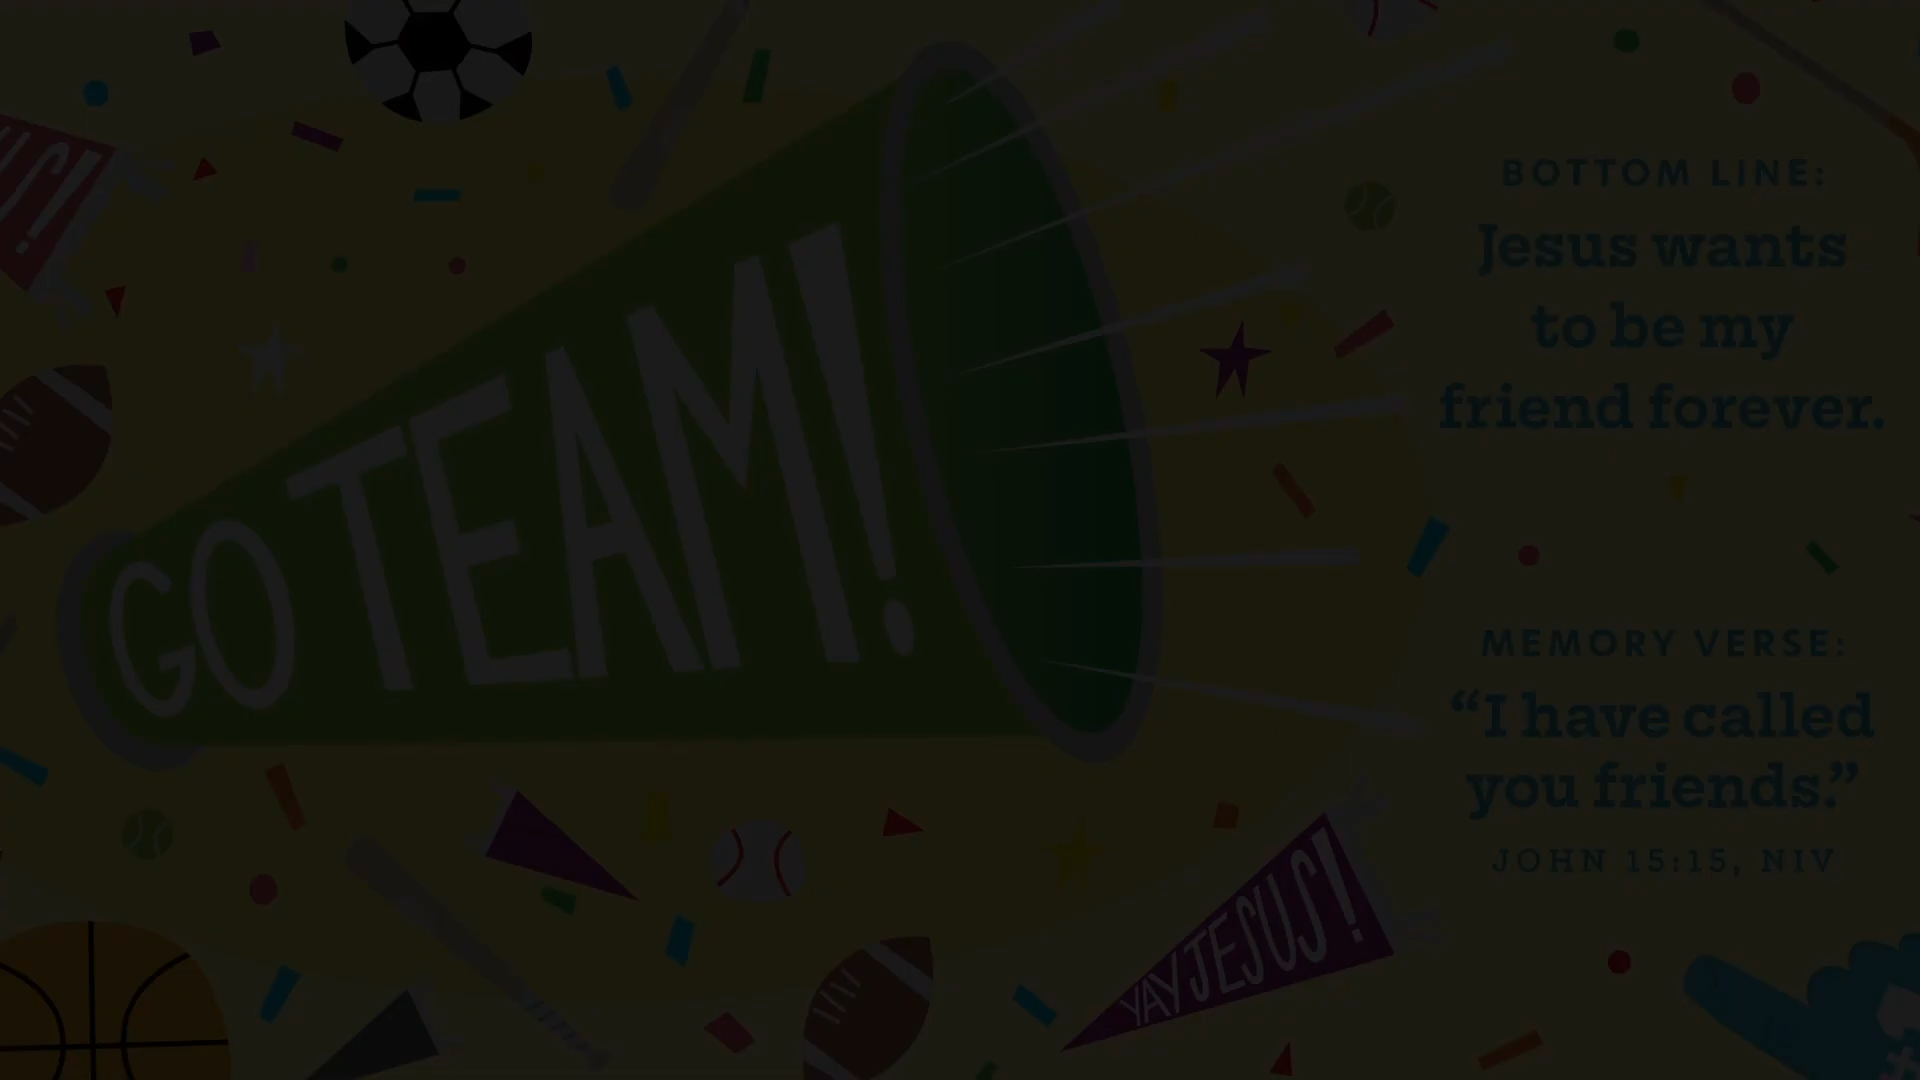 GO TEAM!
BOTTOM LINE:
Jesus wants
to be my
friend forever.
MEMORY VERSE:
“I have called
you friends.”
JOHN 15:15, NIV
YAY JESUS!